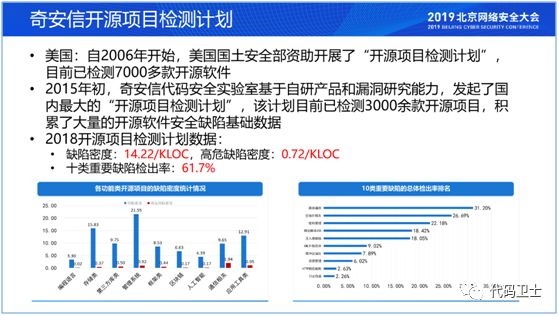 奇安信开源项目检测计划
2019 北京网络安全大会
2019 BEIJING CYBER SECURITY CONFERENCE
• 美国：自2006年开始，美国国土安全部资助开展了“开源项目检测计划”，
目前已检测7000多款开源软件
• 2015年初，奇安信代码安全实验室基于自研产品和漏洞研究能力，发起了国
内最大的“开源项目检测计划”，该计划目前已检测3000余款开源项目，积
累了大量的开源软件安全缺陷基础数据
• 2018开源项目检测计划数据：
• 缺陷密度：14.22/KLOC，高危缺陷密度：0.72/KLOC
• 十类重要缺陷检出率：61.7%
各功能类开源项目的缺陷密度统计情况
25.00
20.00
15.00
10.00
5.00
0.00
15.83
9.75
21.55
8.53
6.63
4.39
9.65
12.91
编程语言
存储类
第三方库类
管理系统
框架类
区块链
人工智能
通信相关
应用工具类
10类重要缺陷的总体检出率排名
31.20%
26.69%
22.18%
18.42%
18.05%
9.02%
7.89%
6.02%
2.63%
2.26%
代码卫士